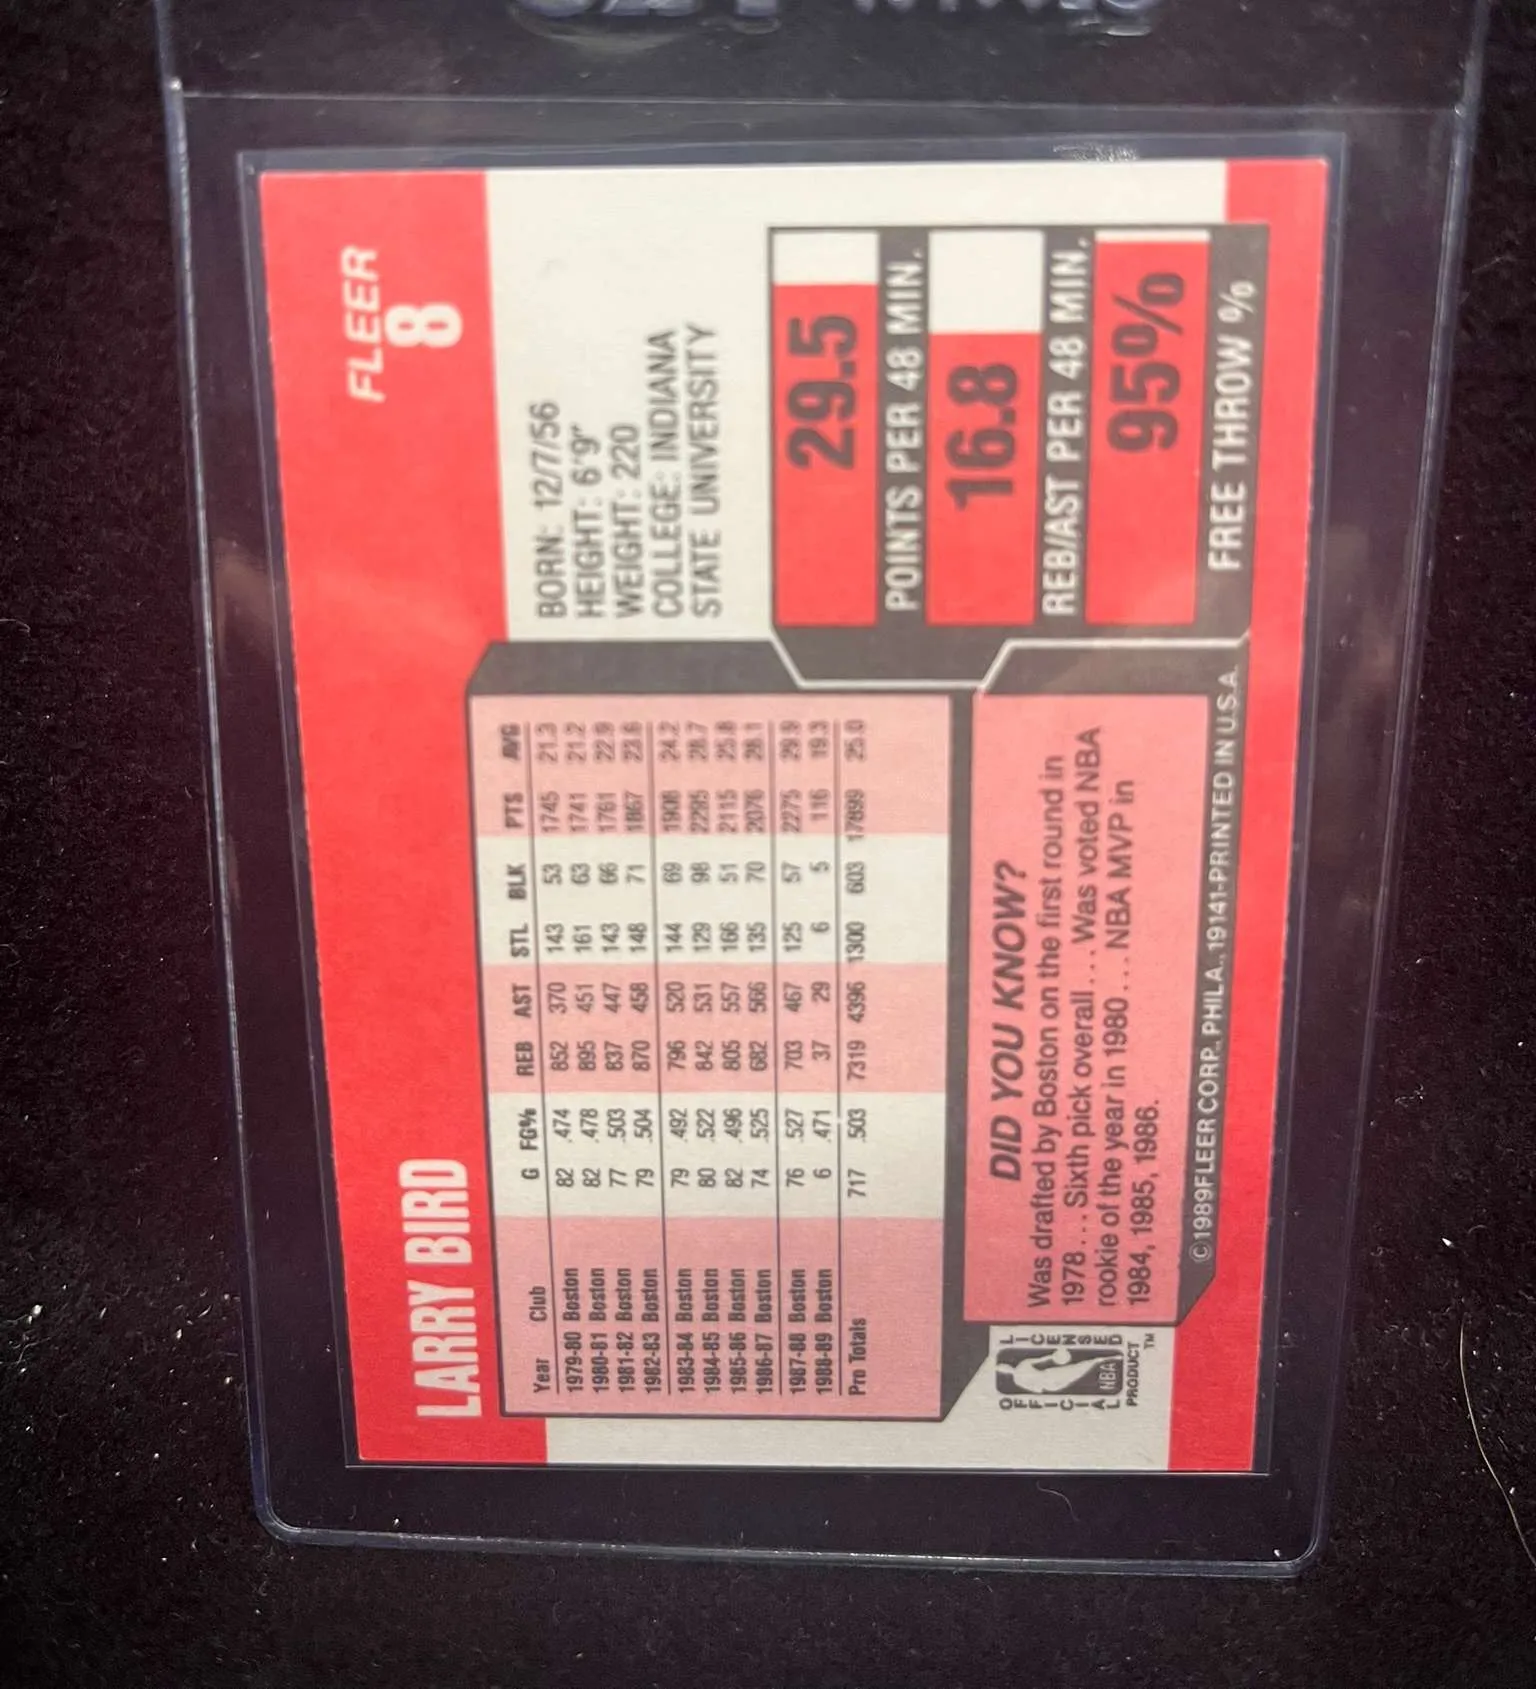 FLEER
8
LARRY BIRD
BORN: 12/7/56
HEIGHT: 6'9"
WEIGHT: 220
COLLEGE: INDIANA
STATE UNIVERSITY
Year Club G FG% REB AST STL BLK PTS AVG
1979-80 Boston 82 .474 852 370 143 53 1745 21.3
1980-81 Boston 82 .478 895 451 161 63 1741 21.2
1981-82 Boston 77 .503 837 447 143 66 1761 22.9
1982-83 Boston 79 .504 870 458 148 71 1867 23.6
1983-84 Boston 79 .492 796 520 144 69 1908 24.2
1984-85 Boston 80 .522 842 531 129 98 2295 28.7
1985-86 Boston 82 .496 805 557 166 51 2115 25.8
1986-87 Boston 74 .525 682 566 135 70 2076 28.1
1987-88 Boston 76 .527 703 467 125 57 2275 29.9
1988-89 Boston 6 .471 37 29 6 5 116 19.3
Pro Totals 717 .503 7319 4396 1300 603 17899 25.0
29.5
POINTS PER 48 MIN.
16.8
REB/AST PER 48 MIN.
95%
FREE THROW %
DID YOU KNOW?
Was drafted by Boston on the first round in
1978... Sixth pick overall... Was voted NBA
rookie of the year in 1980... NBA MVP in
1984, 1985, 1986.
OFFICIAL
NBA
LICENSED
PRODUCT
TM
©1989 FLEER CORP., PHILA., 19141-PRINTED IN U.S.A.